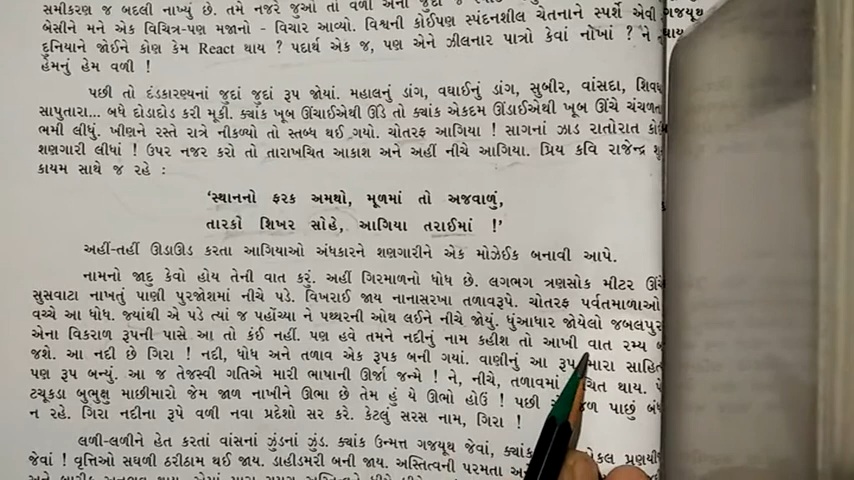 સમીકરણ જ બદલી નાખ્યું છે. તમે નજરે જુઓ તો વળી એના જુદા જ
બેસીને મને એક વિચિત્ર-પણ મજાનો - વિચાર આવ્યો. વિશ્વની કોઈપણ સ્પંદનશીલ ચેતનાને સ્પર્શે એવી ગજયૂથ
દુનિયાને જોઈને કોણ કેમ React થાય ? પદાર્થ એક જ, પણ એને ઝીલનાર પાત્રો કેવાં નોખાં ? ને
હેમનું હેમ વળી !
પછી તો દંડકારણ્યનાં જુદાં જુદાં રૂપ જોયાં. મહાલનું ડાંગ, વઘઈનું ડાંગ, સુબીર, વાંસદા,
સાપુતારા... બધે દોડાદોડ કરી મૂકી. ક્યાંક ખૂબ ઊંચાઈએથી ઊંડે તો ક્યાંક એકદમ ઊંડાઈએથી ખૂબ ઊંચે
ભમી લીધું. ખીણને રસ્તે રાત્રે નીકળ્યો તો સ્તબ્ધ થઈ ગયો. ચોતરફ આગિયા ! સાગનાં ઝાડ રાતોરાત
શણગારી લીધાં ! ઉપર નજર કરો તો તારાખચિત આકાશ અને અહીં નીચે આગિયા. પ્રિય કવિ રાજેન્દ્ર
કાયમ સાથે જ રહે :
‘સ્થાનનો ફરક અમથો, મૂળમાં તો અજવાળું,
તારકો શિખર સોહે, આગિયા તરાઈમાં !’
અહીં-તહીં ઊડાઊડ કરતા આગિયાઓ અંધકારને શણગારીને એક મોઝેઈક બનાવી આપે.
નામનો જાદુ કેવો હોય તેની વાત કરું. અહીં ગિરમાળનો ધોધ છે. લગભગ ત્રણસોક મીટર
સુસવાટા નાખતું પાણી પુરજોશમાં નીચે પડે. વિખરાઈ જાય નાનાસરખા તળાવરૂપે. ચોતરફ પર્વતમાળાઓ
વચ્ચે આ ધોધ. જ્યાંથી એ પડે ત્યાં જ પહોંચ્યા ને પથ્થરની ઓથ લઈને નીચે જોયું. ધુંઆધાર જોયેલો જબલપુર
એના વિકરાળ રૂપની પાસે આ તો કંઈ નહીં. પણ હવે તમને નદીનું નામ કહીશ તો આખી વાત રમ્ય
જશે. આ નદી છે ગિરા ! નદી, ધોધ અને તળાવ એક રૂપક બની ગયાં. વાણીનું આ રૂપ મારા
પણ રૂપ બન્યું. આ જ તેજસ્વી ગતિએ મારી ભાષાની ઊર્જા જન્મે ! ને, નીચે, તળાવમાં થાય.
ટચૂકડા બુભુક્ષુ માછીમારો જેમ જાળ નાખીને ઊભા છે તેમ હું યે ઊભો હોઉં ! પછી પાછું
ન રહે. ગિરા નદીના રૂપે વળી નવા પ્રદેશો સર કરે. કેટલું સરસ નામ, ગિરા !
લળી-લળીને હેત કરતાં વાંસનાં ઝુંડનાં ઝુંડ. ક્યાંક ઉન્મત્ત ગજયૂથ જેવાં,
જેવાં ! વૃત્તિઓ સઘળી ઠરીઠામ થઈ જાય. ડાહીડમરી બની જાય. અસ્તિત્વની પરમતા